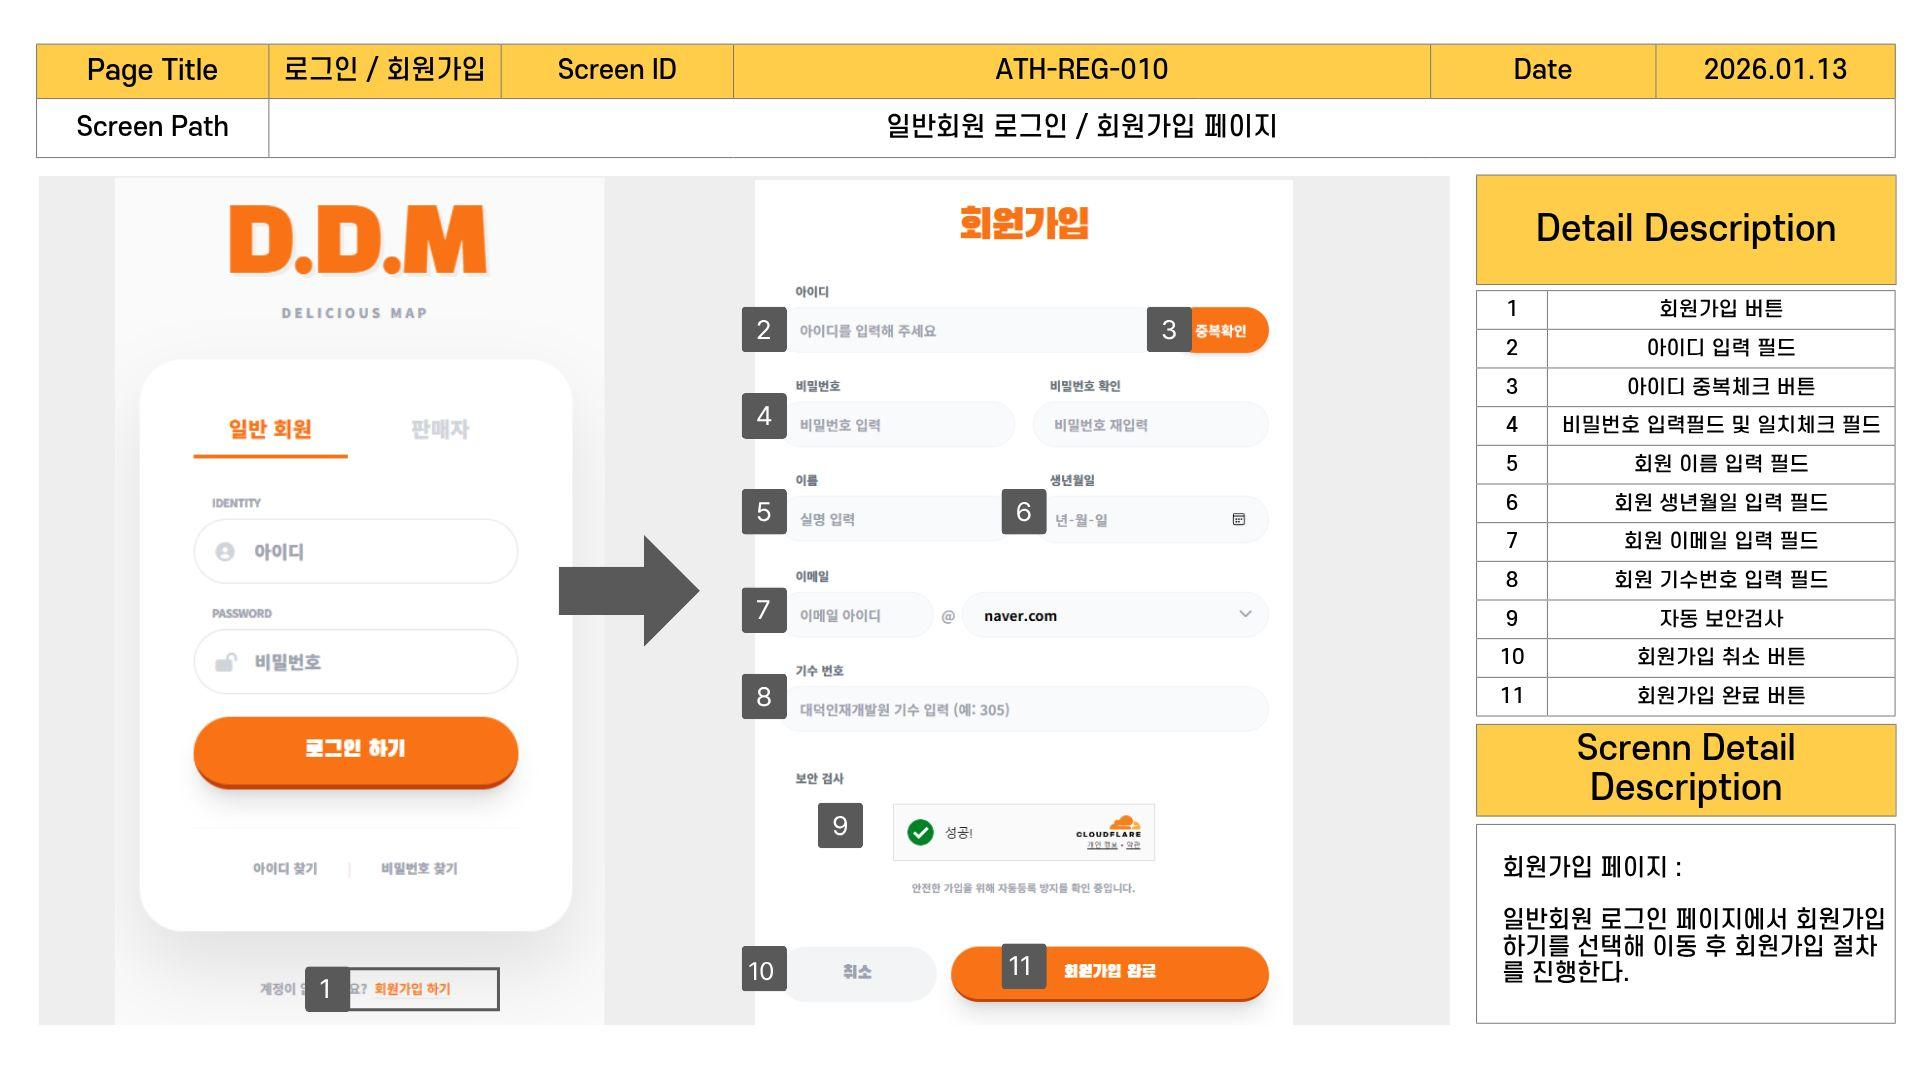 Page Title
로그인 / 회원가입
Screen ID
ATH-REG-010
Date
2026.01.13
Screen Path
일반회원 로그인 / 회원가입 페이지
D.D.M
DELICIOUS MAP
일반 회원
판매자
IDENTITY
아이디
PASSWORD
비밀번호
로그인 하기
아이디 찾기
비밀번호 찾기
계정이
1
요? 회원가입 하기
회원가입
아이디
2
아이디를 입력해 주세요
3
중복확인
비밀번호
비밀번호 확인
4
비밀번호 입력
비밀번호 재입력
이름
생년월일
5
실명 입력
6
년-월-일
이메일
7
이메일 아이디
@
naver.com
기수 번호
8
대덕인재개발원 기수 입력 (예: 305)
보안 검사
9
성공!
CLOUDFLARE
개인 정보 • 약관
안전한 가입을 위해 자동등록 방지를 확인 중입니다.
10
취소
11
회원가입 완료
Detail Description
1 회원가입 버튼
2 아이디 입력 필드
3 아이디 중복체크 버튼
4 비밀번호 입력필드 및 일치체크 필드
5 회원 이름 입력 필드
6 회원 생년월일 입력 필드
7 회원 이메일 입력 필드
8 회원 기수번호 입력 필드
9 자동 보안검사
10 회원가입 취소 버튼
11 회원가입 완료 버튼
Screnn Detail
Description
회원가입 페이지 :
일반회원 로그인 페이지에서 회원가입
하기를 선택해 이동 후 회원가입 절차
를 진행한다.